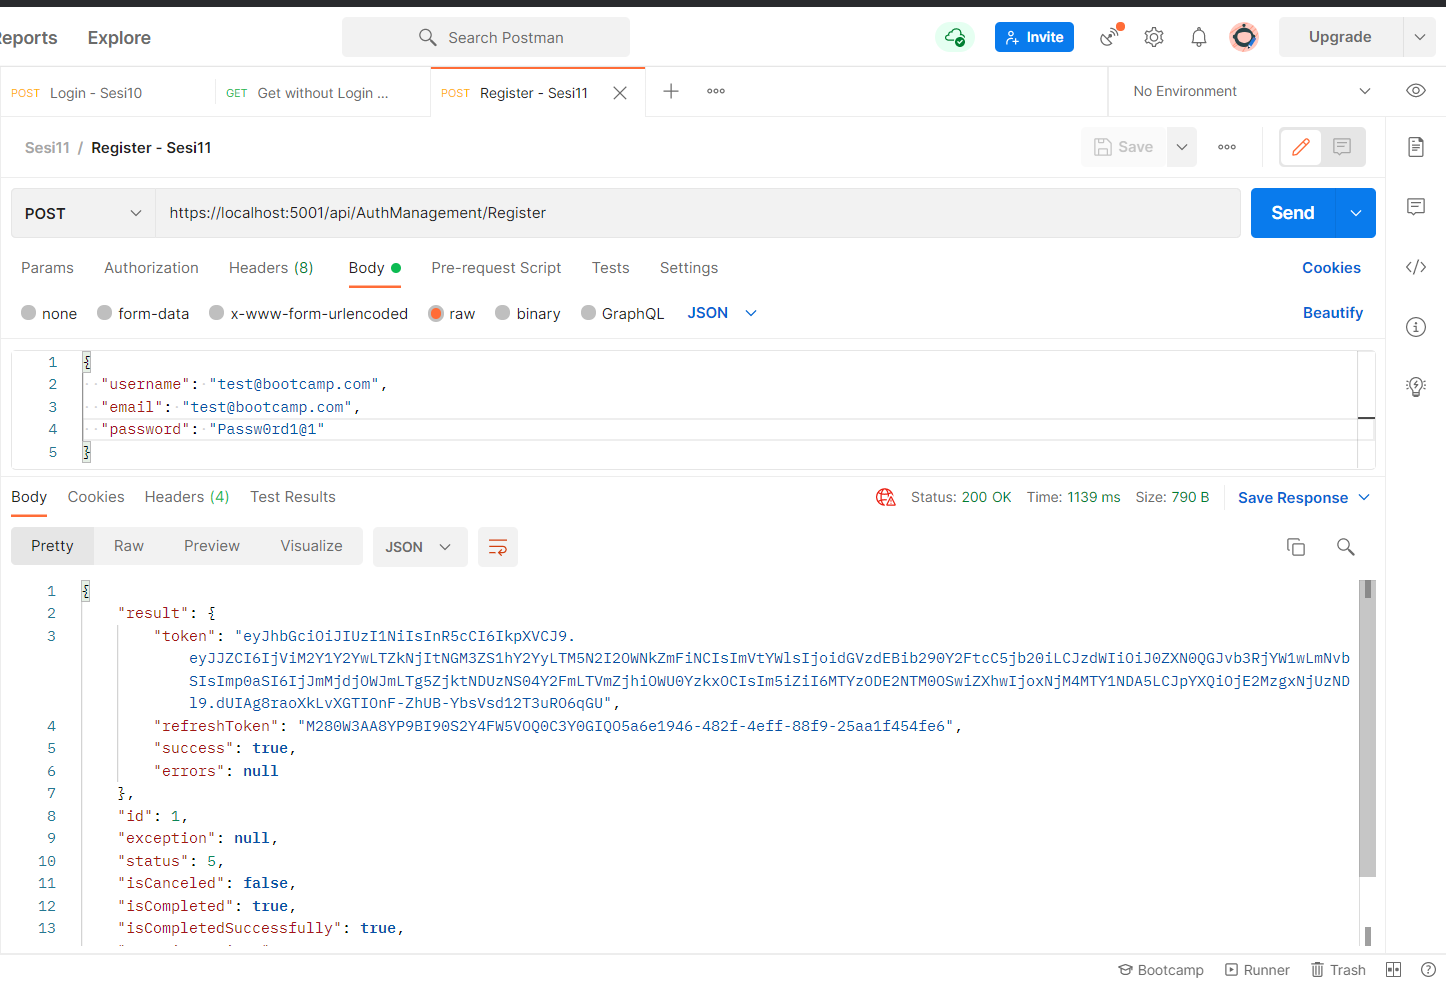 Reports Explore Search Postman Invite Upgrade
POST Login - Sesi10 GET Get without Login ... POST Register - Sesi11 No Environment
Sesi11 / Register - Sesi11 Save
POST https://localhost:5001/api/AuthManagement/Register Send
Params Authorization Headers (8) Body Pre-request Script Tests Settings Cookies
none form-data x-www-form-urlencoded raw binary GraphQL JSON Beautify
1 {
2 "username": "test@bootcamp.com",
3 "email": "test@bootcamp.com",
4 "password": "Passw0rd1@1"
5 }
Body Cookies Headers (4) Test Results Status: 200 OK Time: 1139 ms Size: 790 B Save Response
Pretty Raw Preview Visualize JSON
1 {
2 "result": {
3 "token": "eyJhbGciOiJIUzI1NiIsInR5cCI6IkpXVCJ9.
eyJJZCI6IjViM2Y1Y2YwLTZkNjItNGM3ZS1hY2YyLTM5N2I2OWNkZmFiNCIsImVtYWlsIjoidGVzdEBib290Y2FtcC5jb20iLCJzdWIiOiJ0ZXN0QGJvb3RjYW1wLmNvb
SIsImp0aSI6IjJmMjdjOWJmLTg5ZjktNDUzNS04Y2FmLTVmZjhiOWU0YzkxOCIsIm5iZiI6MTYzODE2NTM0OSwiZXhwIjoxNjM4MTY1NDA5LCJpYXQiOjE2MzgxNjUzND
l9.dUIAg8raoXkLvXGTIOnF-ZhUB-YbsVsd12T3uRO6qGU",
4 "refreshToken": "M280W3AA8YP9BI90S2Y4FW5VOQ0C3Y0GIQO5a6e1946-482f-4eff-88f9-25aa1f454fe6",
5 "success": true,
6 "errors": null
7 },
8 "id": 1,
9 "exception": null,
10 "status": 5,
11 "isCanceled": false,
12 "isCompleted": true,
13 "isCompletedSuccessfully": true,
Bootcamp Runner Trash